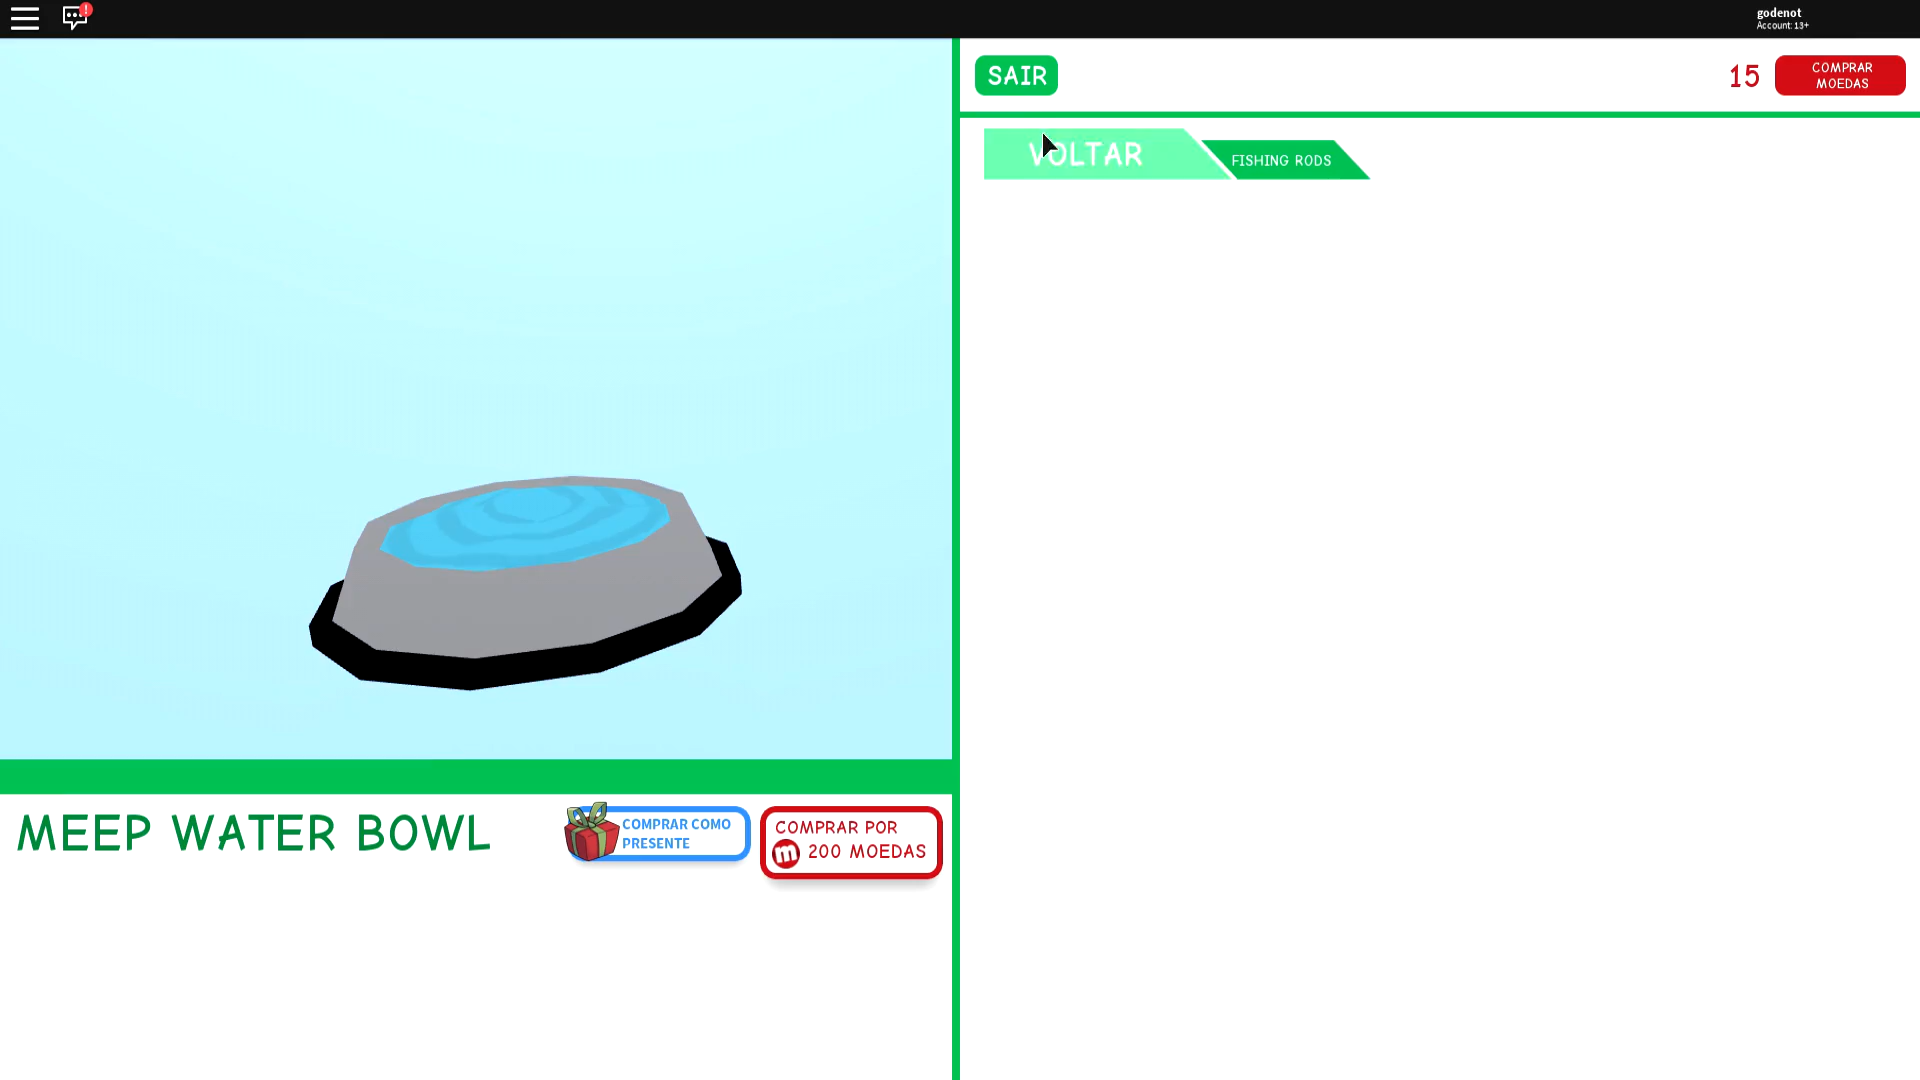 godenot
Account: 13+
SAIR
15
COMPRAR
MOEDAS
VOLTAR
FISHING RODS
MEEP WATER BOWL
COMPRAR COMO
PRESENTE
COMPRAR POR
m 200 MOEDAS